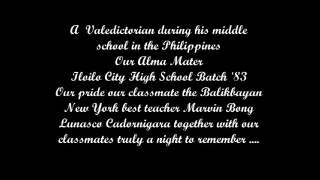 A Valedictorian during his middle
school in the Philippines
Our Alma Mater
Iloilo City High School Batch '83
Our pride our classmate the Balikbayan
New York best teacher Marvin Bong
Lunasco Cadornigara together with our
classmates truly a night to remember ....